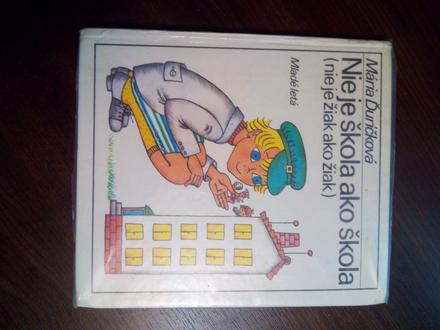 Mária Ďuríčková
Nie je škola ako škola
(nie je žiak ako žiak)
Mladé letá